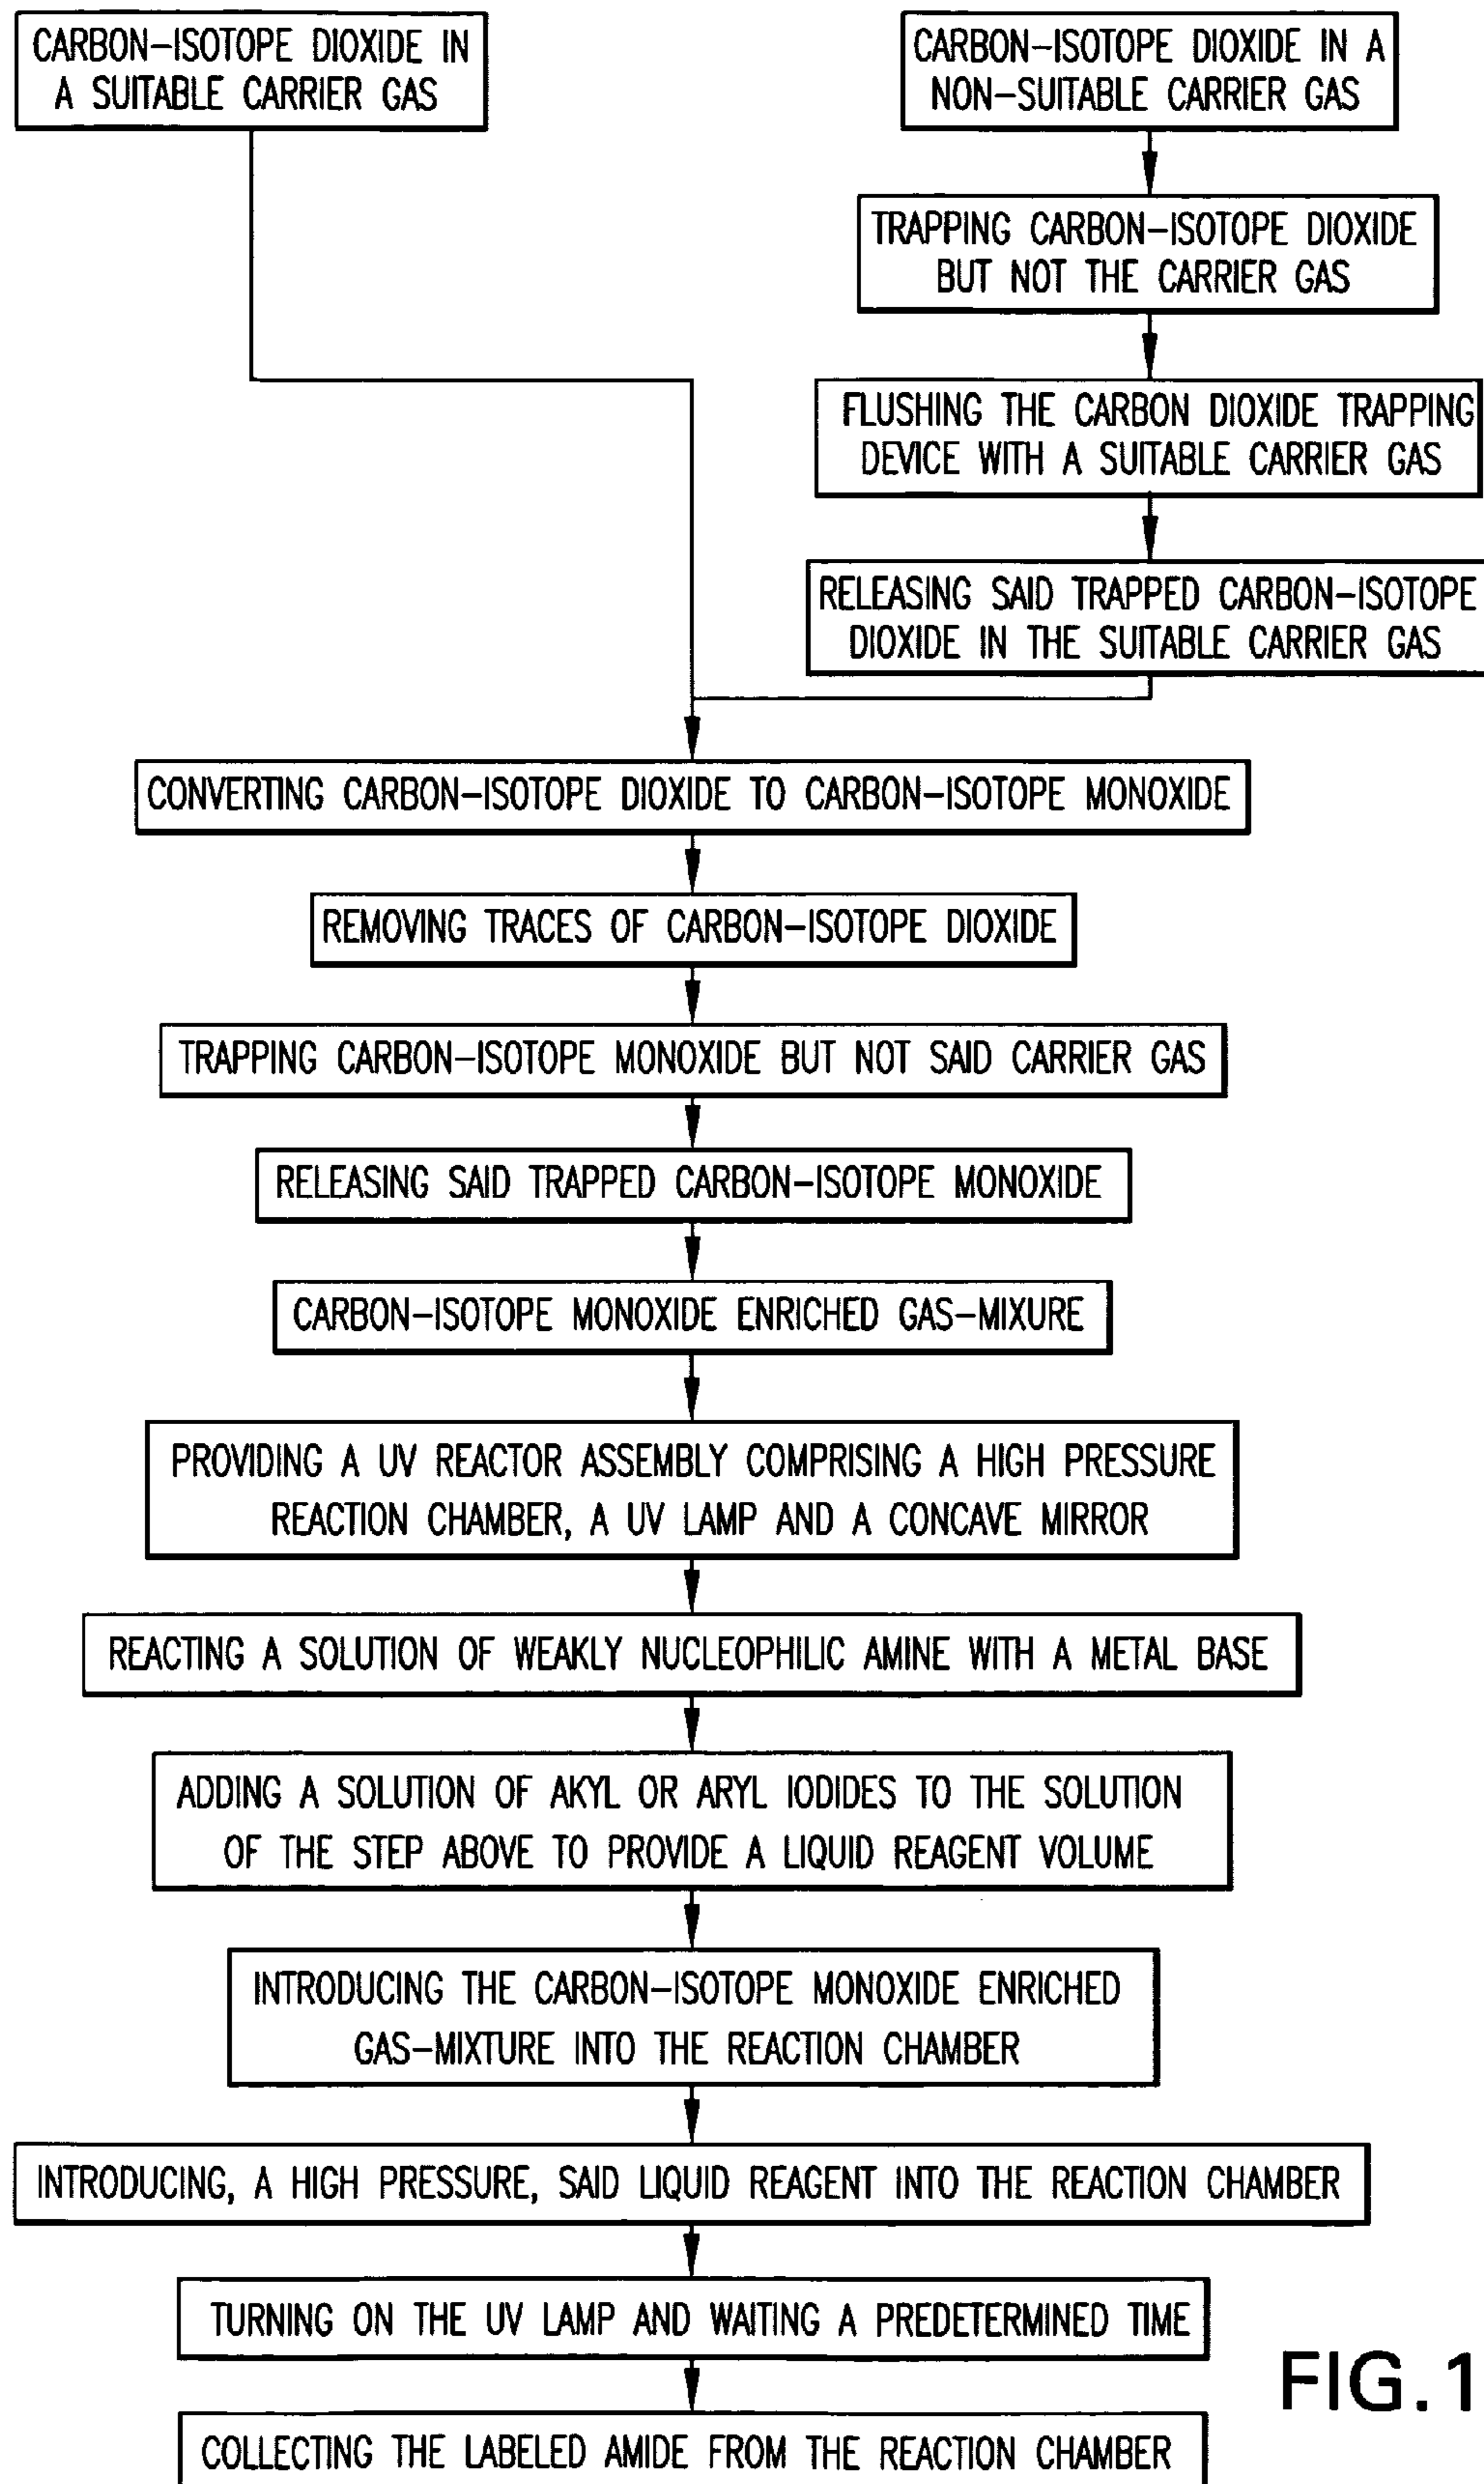 CARBON-ISOTOPE DIOXIDE IN
A SUITABLE CARRIER GAS
CARBON-ISOTOPE DIOXIDE IN A
NON-SUITABLE CARRIER GAS
TRAPPING CARBON-ISOTOPE DIOXIDE
BUT NOT THE CARRIER GAS
FLUSHING THE CARBON DIOXIDE TRAPPING
DEVICE WITH A SUITABLE CARRIER GAS
RELEASING SAID TRAPPED CARBON-ISOTOPE
DIOXIDE IN THE SUITABLE CARRIER GAS
CONVERTING CARBON-ISOTOPE DIOXIDE TO CARBON-ISOTOPE MONOXIDE
REMOVING TRACES OF CARBON-ISOTOPE DIOXIDE
TRAPPING CARBON-ISOTOPE MONOXIDE BUT NOT SAID CARRIER GAS
RELEASING SAID TRAPPED CARBON-ISOTOPE MONOXIDE
CARBON-ISOTOPE MONOXIDE ENRICHED GAS-MIXURE
PROVIDING A UV REACTOR ASSEMBLY COMPRISING A HIGH PRESSURE
REACTION CHAMBER, A UV LAMP AND A CONCAVE MIRROR
REACTING A SOLUTION OF WEAKLY NUCLEOPHILIC AMINE WITH A METAL BASE
ADDING A SOLUTION OF AKYL OR ARYL IODIDES TO THE SOLUTION
OF THE STEP ABOVE TO PROVIDE A LIQUID REAGENT VOLUME
INTRODUCING THE CARBON-ISOTOPE MONOXIDE ENRICHED
GAS-MIXTURE INTO THE REACTION CHAMBER
INTRODUCING, A HIGH PRESSURE, SAID LIQUID REAGENT INTO THE REACTION CHAMBER
TURNING ON THE UV LAMP AND WAITING A PREDETERMINED TIME
COLLECTING THE LABELED AMIDE FROM THE REACTION CHAMBER
FIG.1